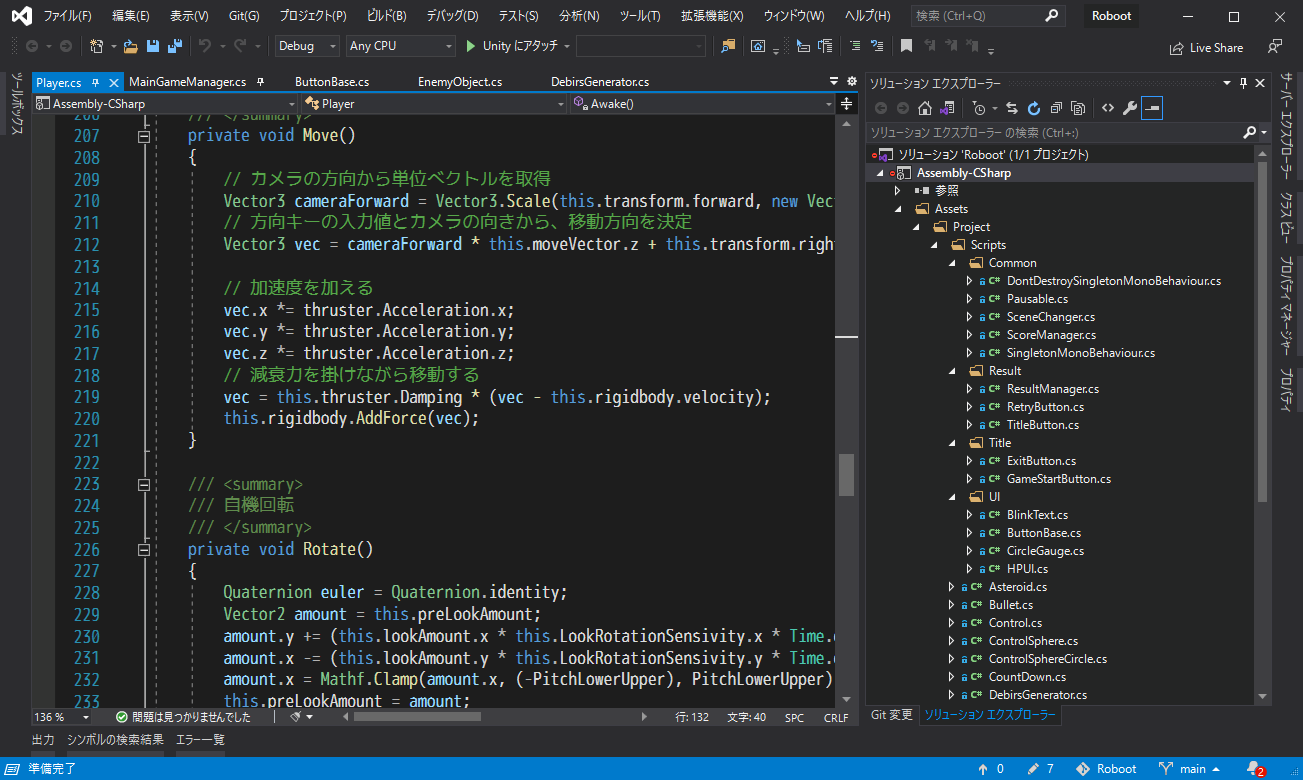 ファイル(F) 編集(E) 表示(V) Git(G) プロジェクト(P) ビルド(B) デバッグ(D) テスト(S) 分析(N) ツール(T) 拡張機能(X) ウィンドウ(W) ヘルプ(H) 検索 (Ctrl+Q) Roboot
Debug Any CPU Unity にアタッチ Live Share
ツールボックス
Player.cs MainGameManager.cs ButtonBase.cs EnemyObject.cs DebirsGenerator.cs
Assembly-CSharp Player Awake()
206 /// </summary>
207 private void Move()
208 {
209 // カメラの方向から単位ベクトルを取得
210 Vector3 cameraForward = Vector3.Scale(this.transform.forward, new Vec
211 // 方向キーの入力値とカメラの向きから、移動方向を決定
212 Vector3 vec = cameraForward * this.moveVector.z + this.transform.righ
213
214 // 加速度を加える
215 vec.x *= thruster.Acceleration.x;
216 vec.y *= thruster.Acceleration.y;
217 vec.z *= thruster.Acceleration.z;
218 // 減衰力を掛けながら移動する
219 vec = this.thruster.Damping * (vec - this.rigidbody.velocity);
220 this.rigidbody.AddForce(vec);
221 }
222
223 /// <summary>
224 /// 自機回転
225 /// </summary>
226 private void Rotate()
227 {
228 Quaternion euler = Quaternion.identity;
229 Vector2 amount = this.preLookAmount;
230 amount.y += (this.lookAmount.x * this.LookRotationSensivity.x * Time.
231 amount.x -= (this.lookAmount.y * this.LookRotationSensivity.y * Time.
232 amount.x = Mathf.Clamp(amount.x, (-PitchLowerUpper), PitchLowerUpper)
233 this.preLookAmount = amount;
136 % 問題は見つかりませんでした 行: 132 文字: 40 SPC CRLF
ソリューション エクスプローラー
ソリューション エクスプローラー の検索 (Ctrl+:)
ソリューション 'Roboot' (1/1 プロジェクト)
Assembly-CSharp
参照
Assets
Project
Scripts
Common
C# DontDestroySingletonMonoBehaviour.cs
C# Pausable.cs
C# SceneChanger.cs
C# ScoreManager.cs
C# SingletonMonoBehaviour.cs
Result
C# ResultManager.cs
C# RetryButton.cs
C# TitleButton.cs
Title
C# ExitButton.cs
C# GameStartButton.cs
UI
C# BlinkText.cs
C# ButtonBase.cs
C# CircleGauge.cs
C# HPUI.cs
C# Asteroid.cs
C# Bullet.cs
C# Control.cs
C# ControlSphere.cs
C# ControlSphereCircle.cs
C# CountDown.cs
C# DebirsGenerator.cs
Git 変更 ソリューション エクスプローラー
サーバー エクスプローラー
クラス ビュー
プロパティ マネージャー
プロパティ
出力 シンボルの検索結果 エラー一覧
準備完了 0 7 Roboot main 2